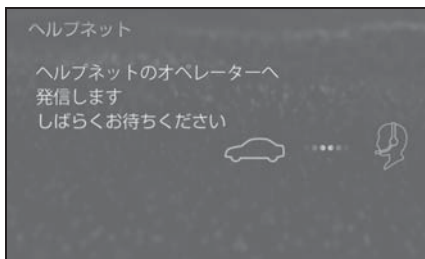 ヘルプネット
ヘルプネットのオペレーターへ
発信します
しばらくお待ちください